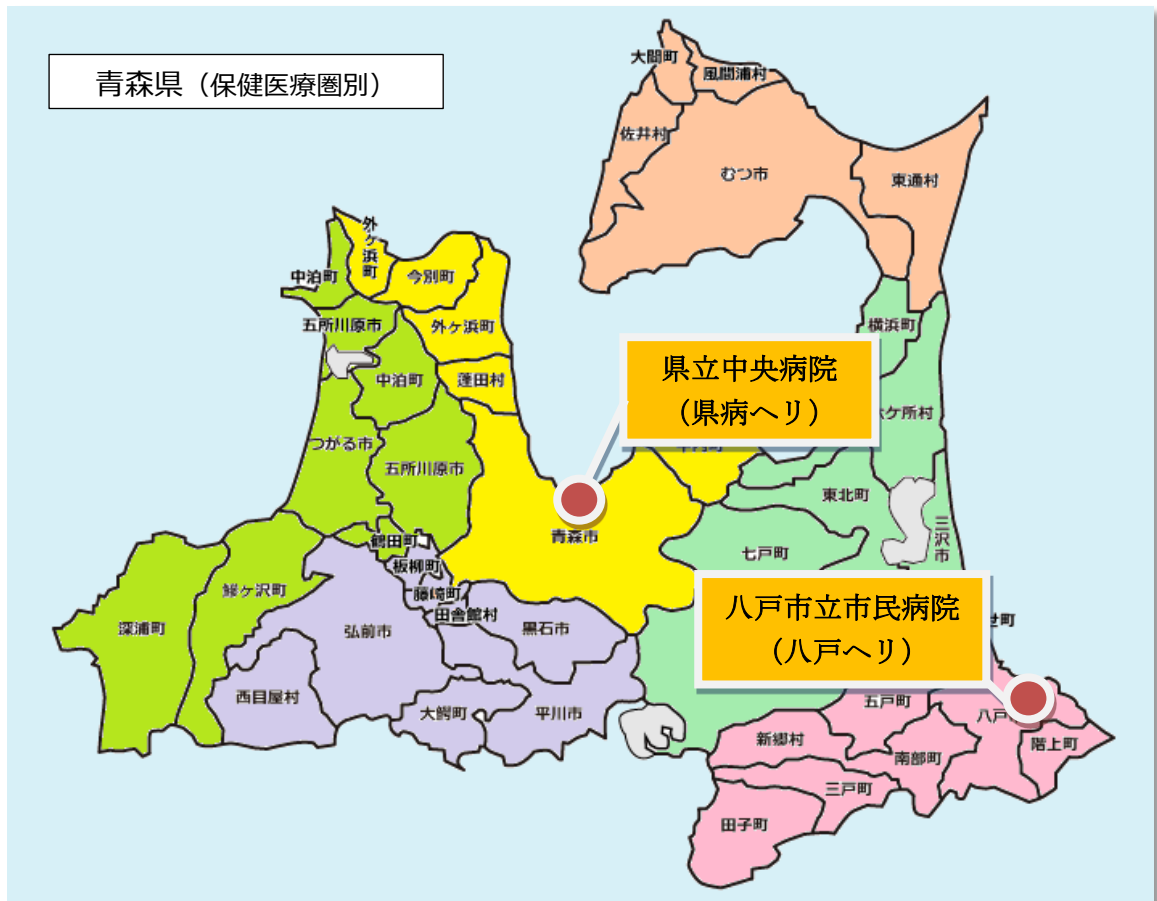 青森県（保健医療圏別）
大間町
風間浦村
佐井村
むつ市
東通村
外ヶ浜町
今別町
中泊町
五所川原市
外ヶ浜町
横浜町
中泊町
蓬田村
県立中央病院
（県病ヘリ）
ヶ所村
つがる市
五所川原市
東北町
三沢市
青森市
七戸町
鶴田町
板柳町
藤崎町
田舎館村
鰺ヶ沢町
深浦町
弘前市
黒石市
八戸市立市民病院
（八戸ヘリ）
せ町
西目屋村
大鰐町
平川市
五戸町
八戸
階上町
新郷村
南部町
三戸町
田子町